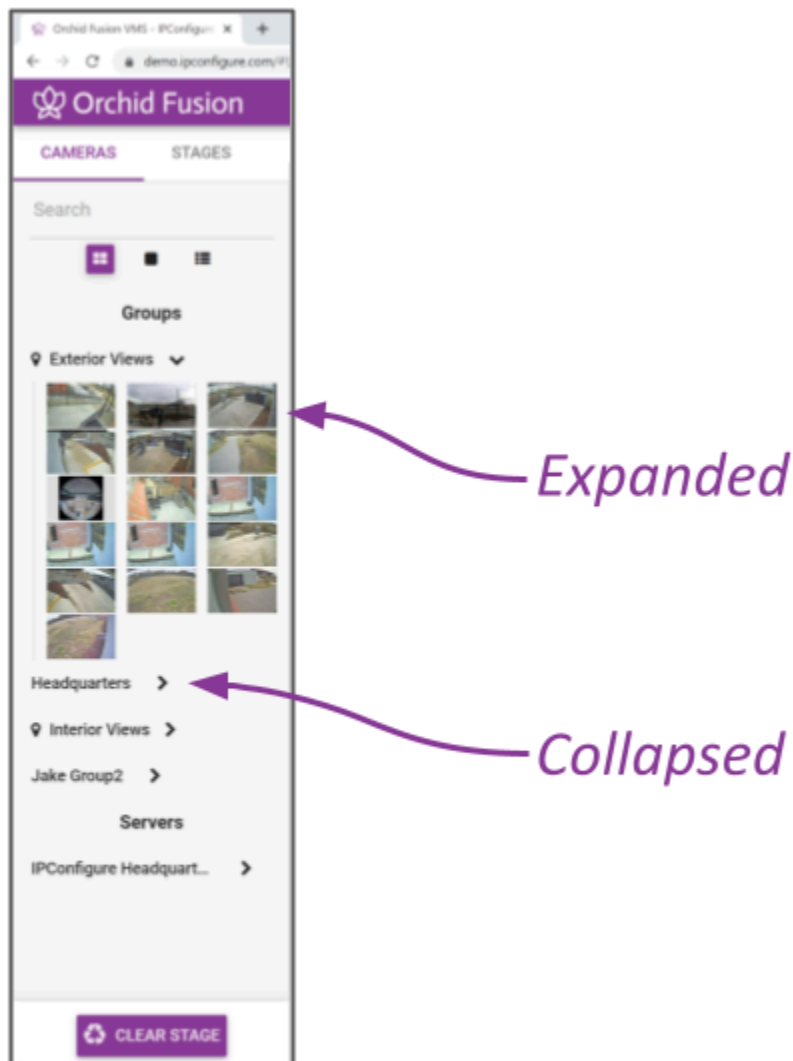 Orchid Fusion VMS - IPConfigure
demo.ipconfigure.com/
Orchid Fusion
CAMERAS STAGES
Search
Groups
Exterior Views
Expanded
Headquarters
Interior Views
Collapsed
Jake Group2
Servers
IPConfigure Headquart...
CLEAR STAGE